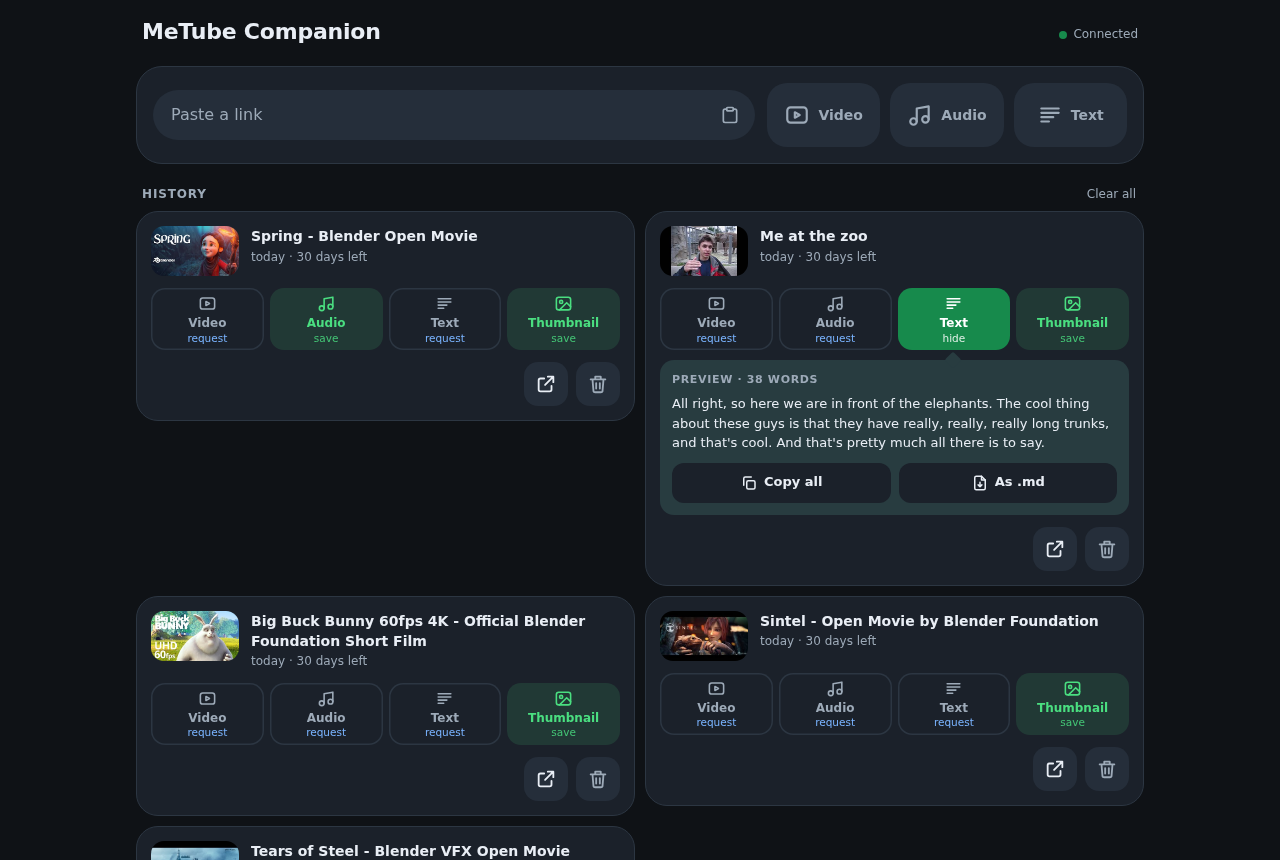 MeTube Companion
Connected
Paste a link
Video
Audio
Text
HISTORY
Clear all
SPRING
Spring - Blender Open Movie
today · 30 days left
Video
request
Audio
save
Text
request
Thumbnail
save
Me at the zoo
today · 30 days left
Video
request
Audio
request
Text
hide
Thumbnail
save
PREVIEW · 38 WORDS
All right, so here we are in front of the elephants. The cool thing
about these guys is that they have really, really, really long trunks,
and that's cool. And that's pretty much all there is to say.
Copy all
As .md
Big Buck
BUNNY
UHD
60fps
Big Buck Bunny 60fps 4K - Official Blender
Foundation Short Film
today · 30 days left
Video
request
Audio
request
Text
request
Thumbnail
save
Sintel - Open Movie by Blender Foundation
today · 30 days left
Video
request
Audio
request
Text
request
Thumbnail
save
Tears of Steel - Blender VFX Open Movie